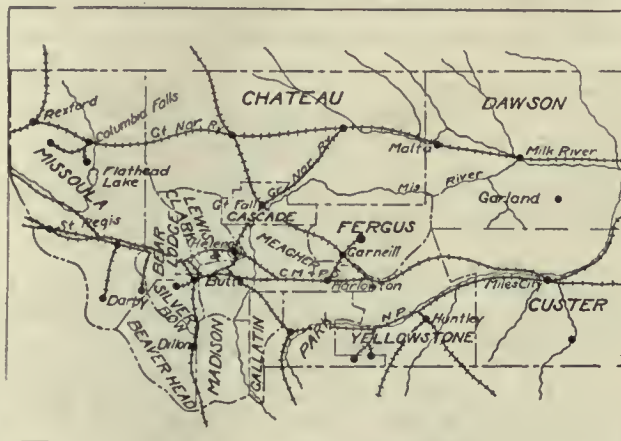 CHATEAU
DAWSON
Rexford
Columbia Falls
Gt. Nor. Ry.
Gt. Nor. Ry.
Malta
Milk River
MISSOULA
Flathead
Lake
Mis
River
Garland
Gt Fall
CASCADE
St Regis
LEWIS
CLARK
BEAR
LODGE
Helena
MEAGHER
FERGUS
Garneill
C M & P S
Harlowton
Miles City
CUSTER
Butte
Darby
SILVER
BOW
Dillon
BEAVER HEAD
MADISON
GALLATIN
PARK
N.P.
Huntley
YELLOWSTONE